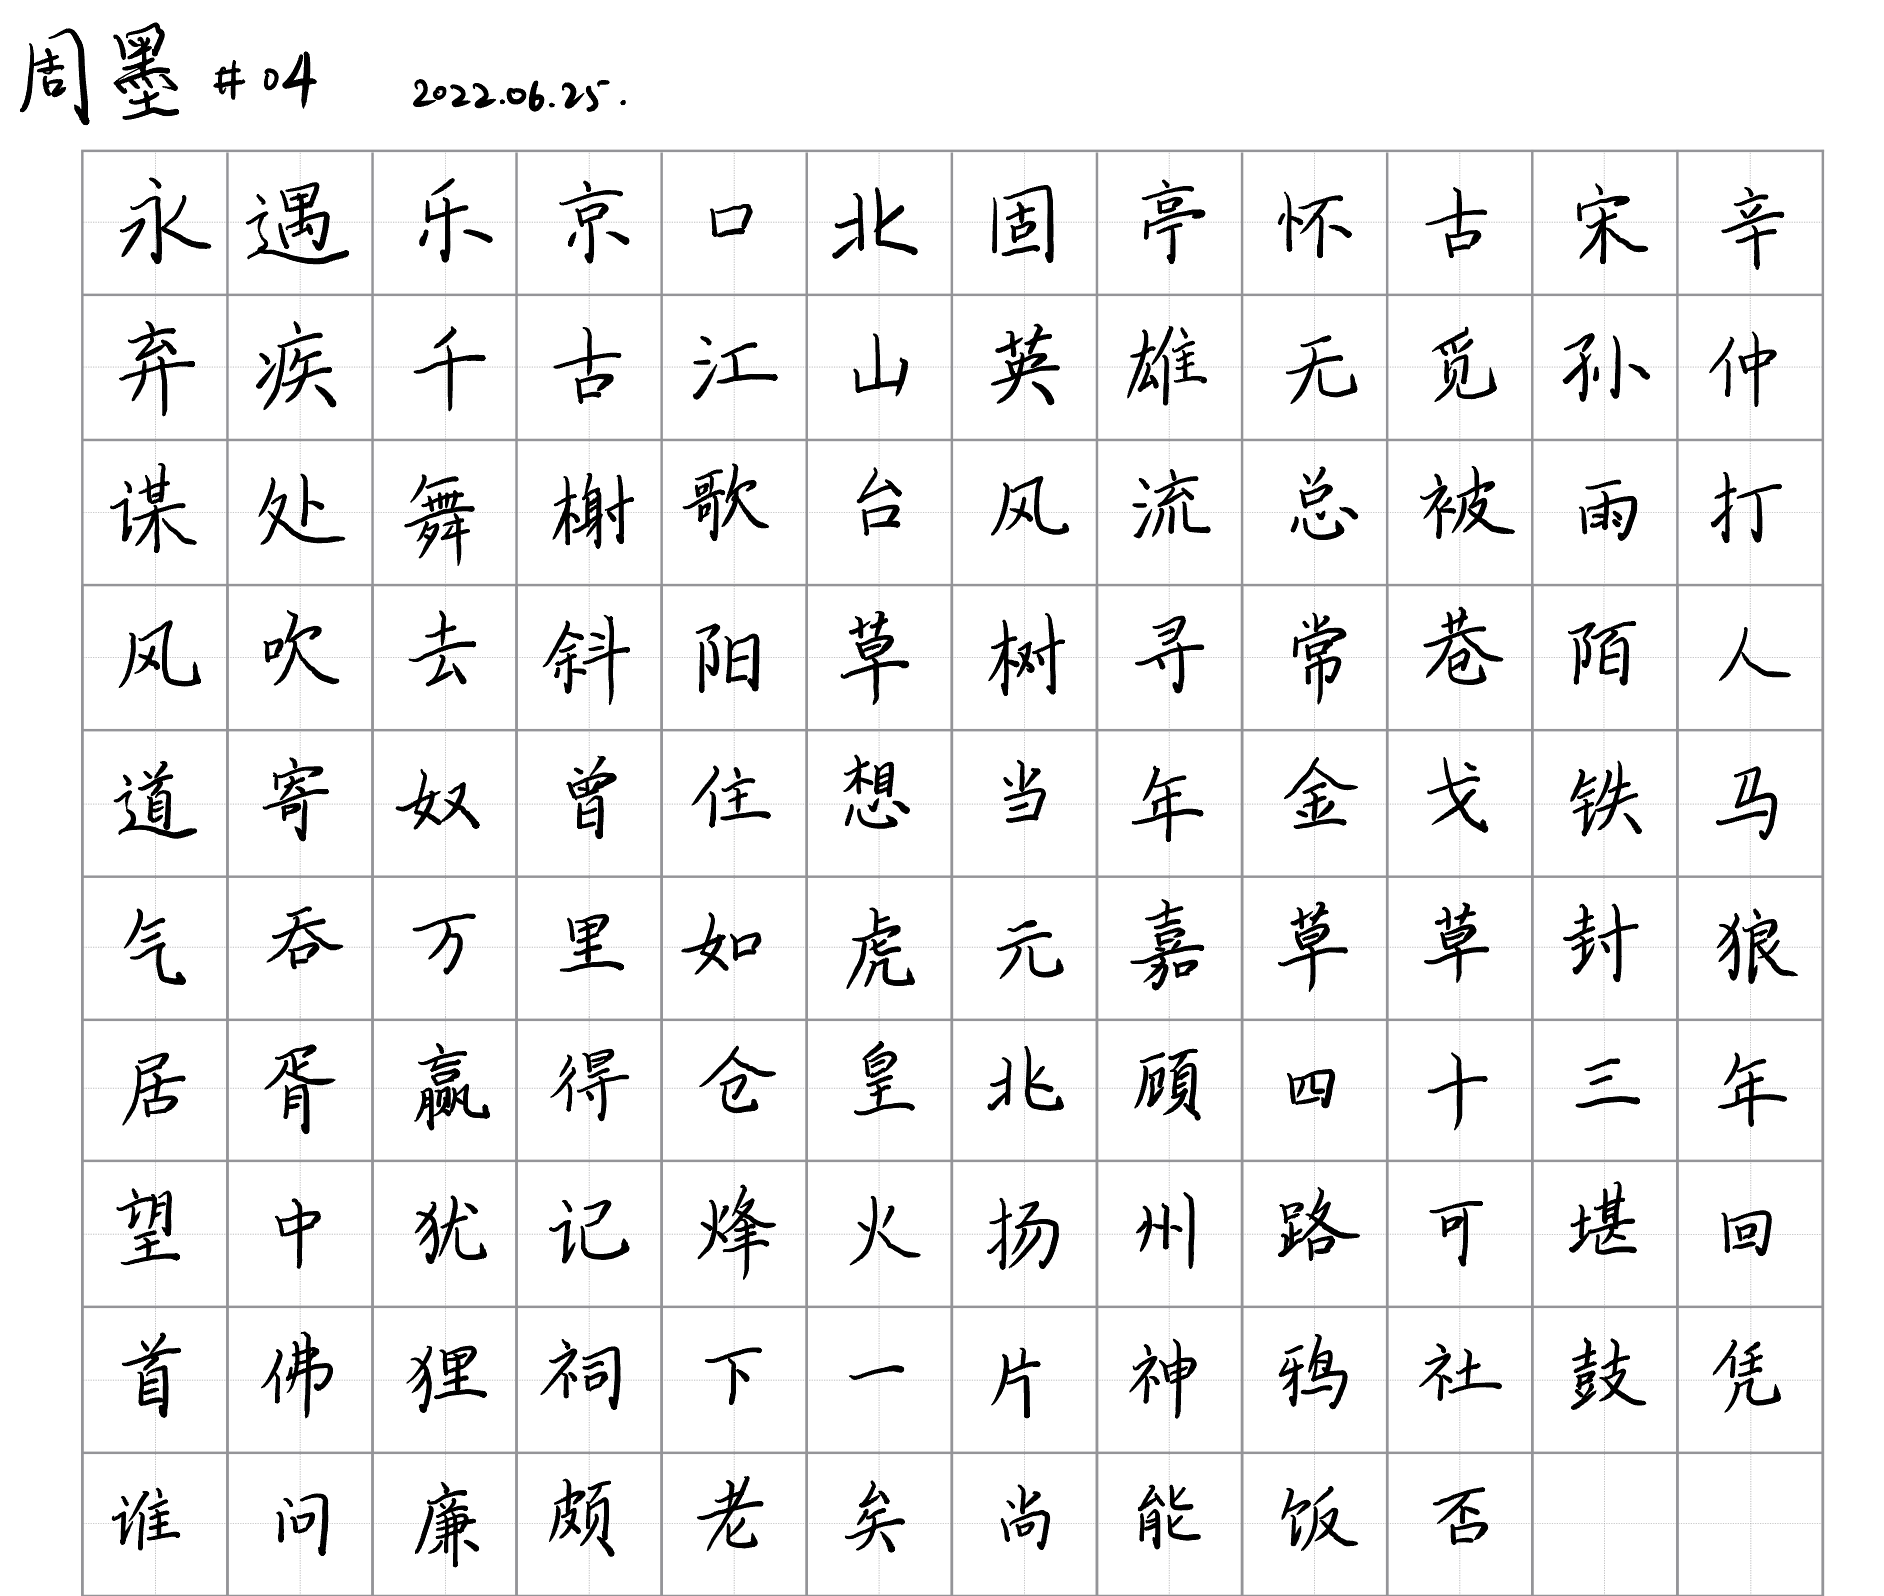 周墨 #04 2022.06.25.
永遇乐京口北固亭怀古宋辛
弃疾千古江山英雄无觅孙仲
谋处舞榭歌台风流总被雨打
风吹去斜阳草树寻常巷陌人
道寄奴曾住想当年金戈铁马
气吞万里如虎元嘉草草封狼
居胥赢得仓皇北顾四十三年
望中犹记烽火扬州路可堪回
首佛狸祠下一片神鸦社鼓凭
谁问廉颇老矣尚能饭否